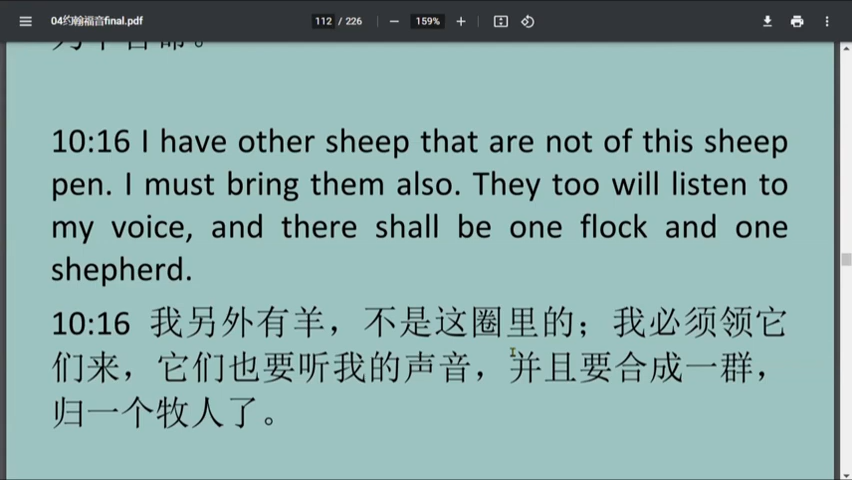 04约翰福音final.pdf
112 / 226
159%
10:16 I have other sheep that are not of this sheep
pen. I must bring them also. They too will listen to
my voice, and there shall be one flock and one
shepherd.
10:16 我另外有羊，不是这圈里的；我必须领它
们来，它们也要听我的声音，并且要合成一群，
归一个牧人了。